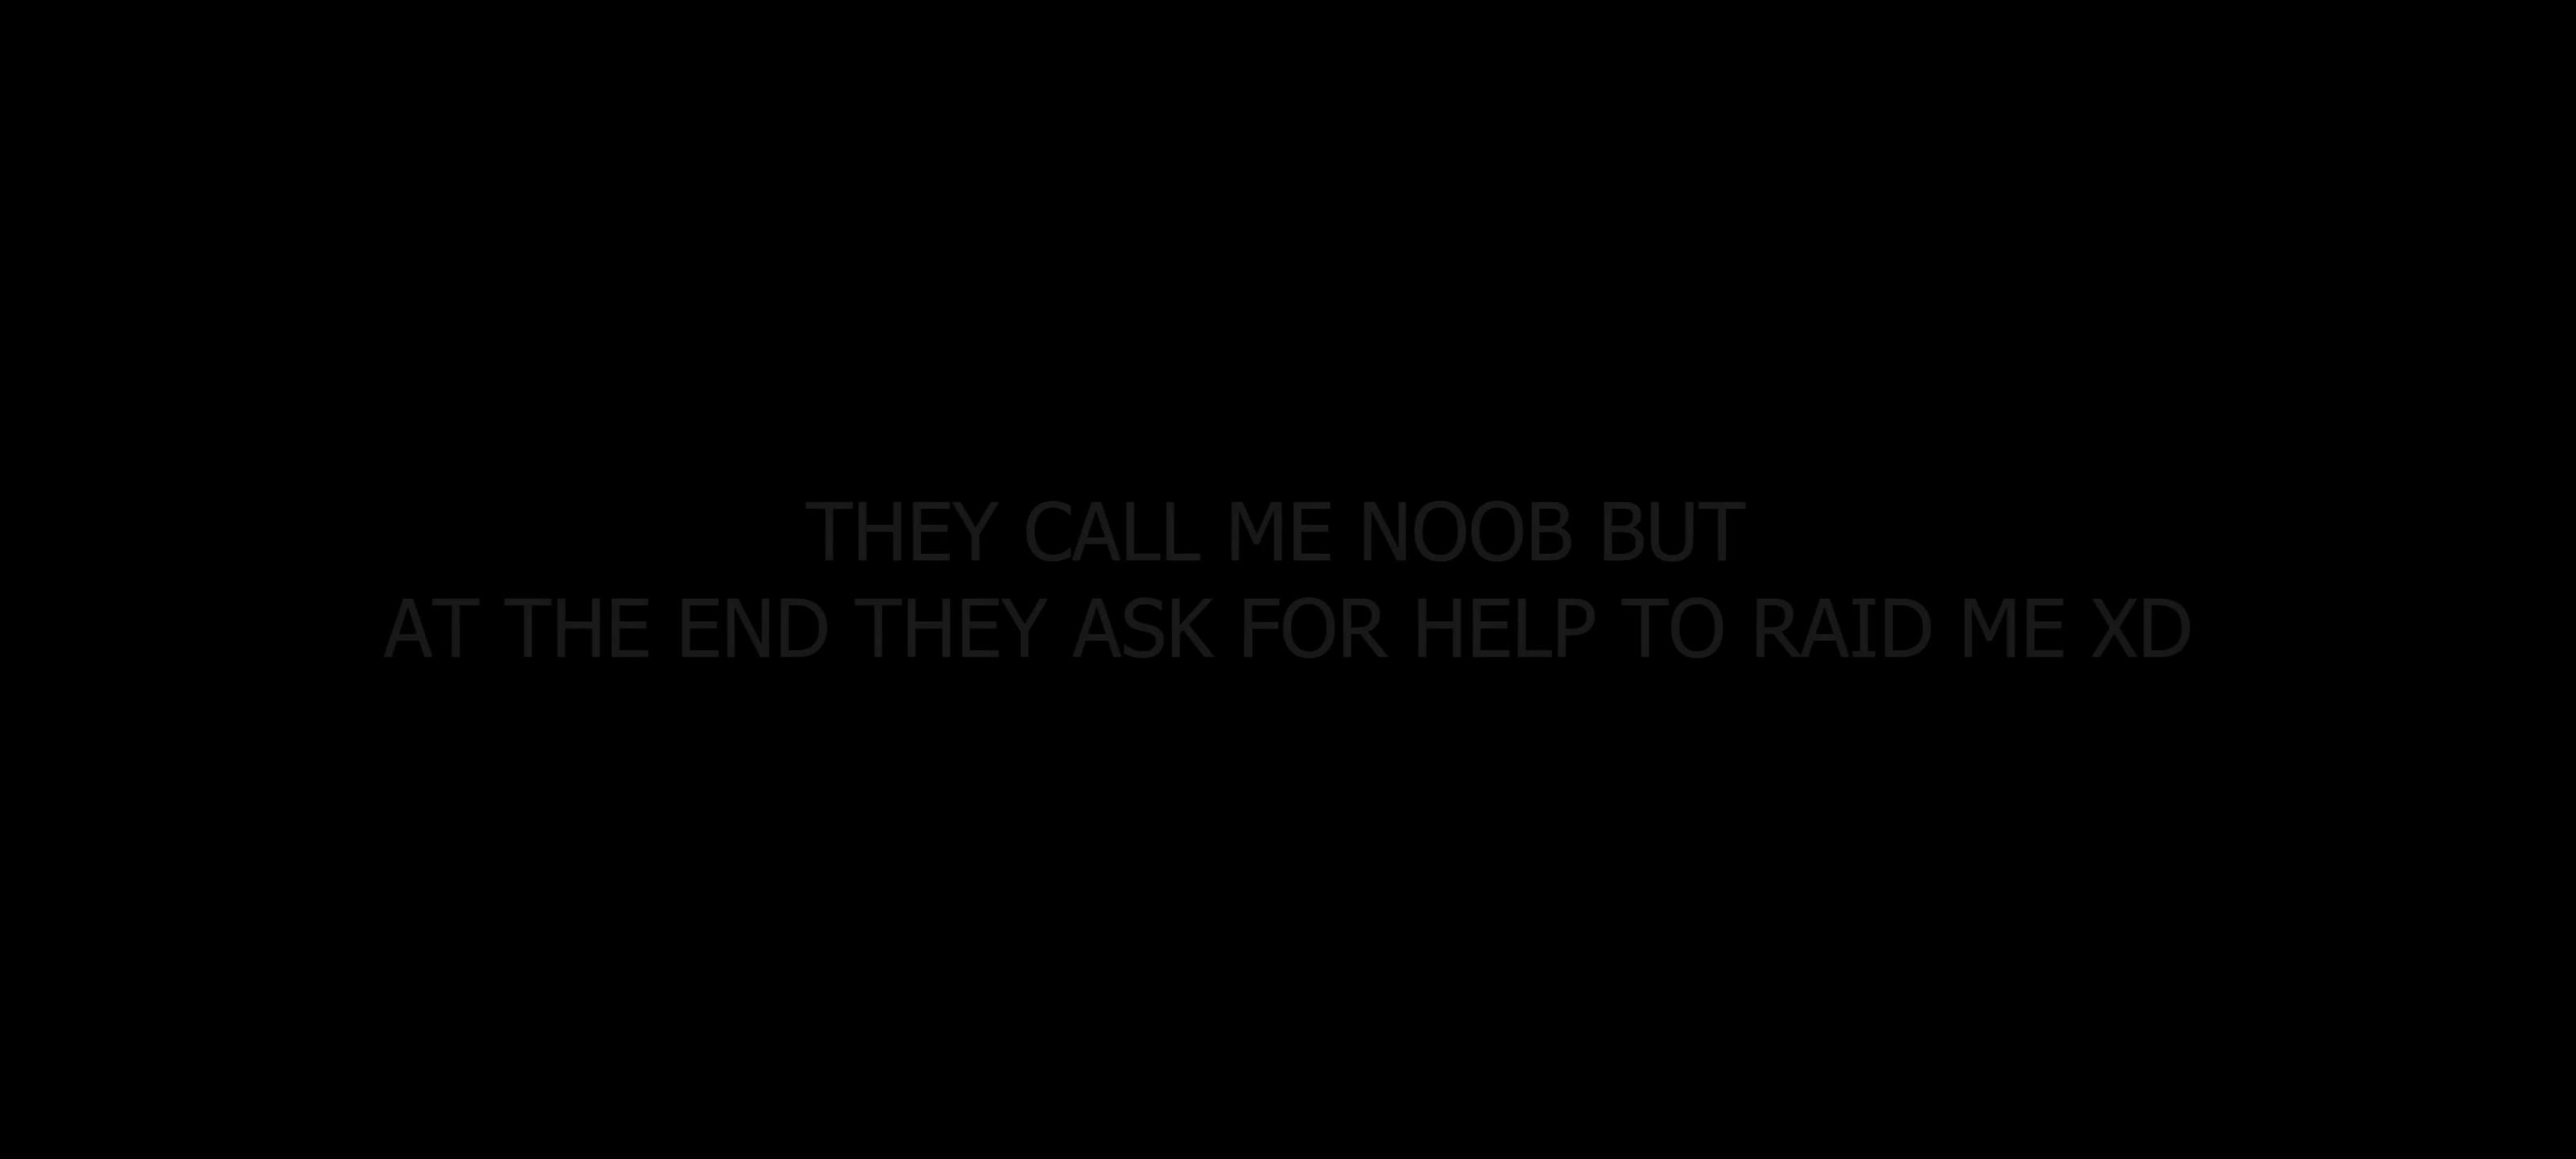 THEY CALL ME NOOB BUT
AT THE END THEY ASK FOR HELP TO RAID ME XD